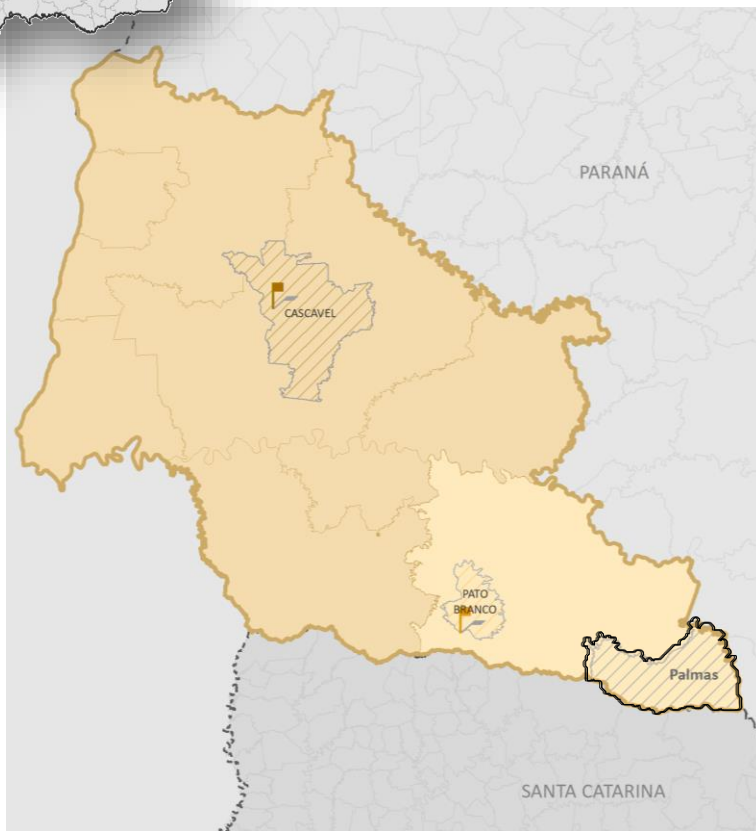 PARANÁ
CASCAVEL
PATO
BRANCO
Palmas
SANTA CATARINA